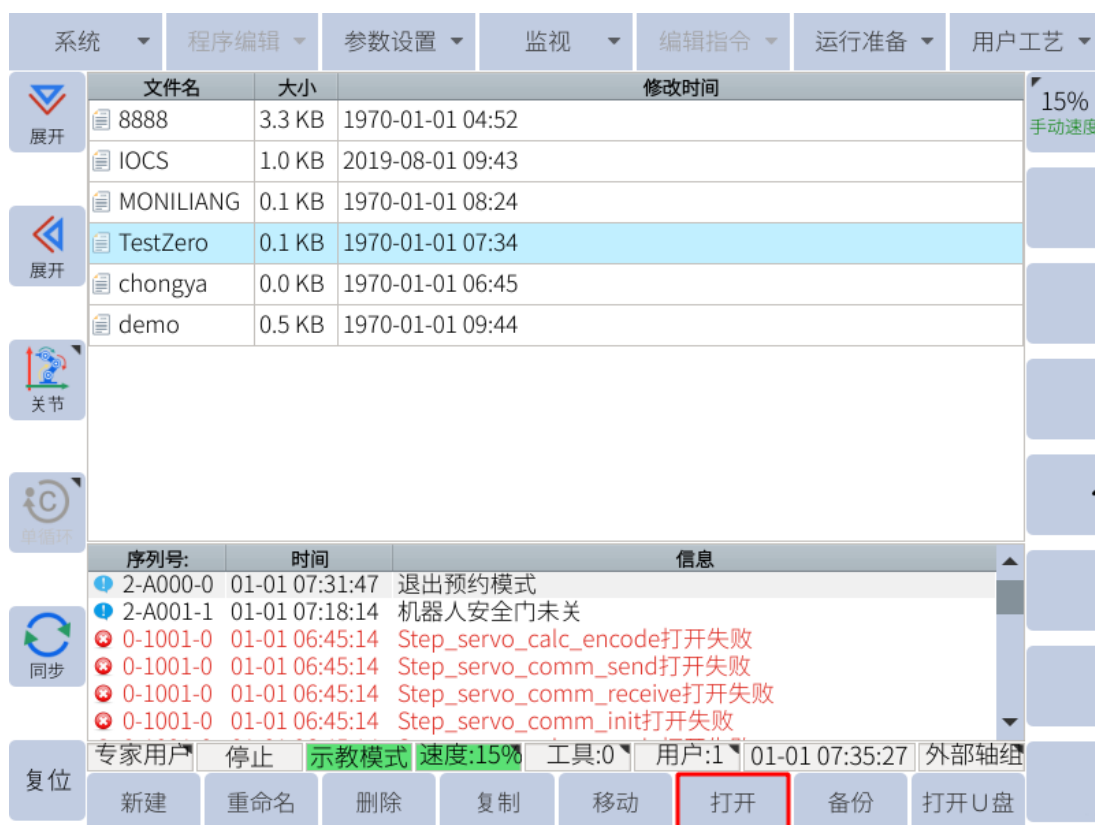 系统 程序编辑 参数设置 监视 编辑指令 运行准备 用户工艺
展开
文件名 大小 修改时间
8888 3.3 KB 1970-01-01 04:52
IOCS 1.0 KB 2019-08-01 09:43
MONILIANG 0.1 KB 1970-01-01 08:24
TestZero 0.1 KB 1970-01-01 07:34
chongya 0.0 KB 1970-01-01 06:45
demo 0.5 KB 1970-01-01 09:44
15%
手动速度
展开
关节
单循环
同步
复位
序列号: 时间 信息
2-A000-0 01-01 07:31:47 退出预约模式
2-A001-1 01-01 07:18:14 机器人安全门未关
0-1001-0 01-01 06:45:14 Step_servo_calc_encode打开失败
0-1001-0 01-01 06:45:14 Step_servo_comm_send打开失败
0-1001-0 01-01 06:45:14 Step_servo_comm_receive打开失败
0-1001-0 01-01 06:45:14 Step_servo_comm_init打开失败
专家用户 停止 示教模式 速度:15% 工具:0 用户:1 01-01 07:35:27 外部轴组
新建 重命名 删除 复制 移动 打开 备份 打开U盘